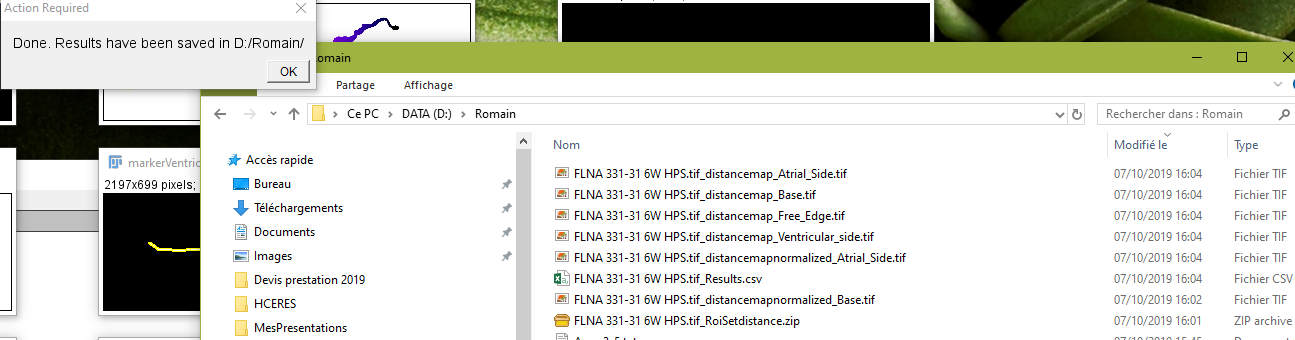 Action Required
Done. Results have been saved in D:/Romain/
OK
Romain
Partage Affichage
Ce PC DATA (D:) Romain
Rechercher dans : Romain
markerVentric
2197x699 pixels;
Accès rapide
Bureau
Téléchargements
Documents
Images
Devis prestation 2019
HCERES
MesPresentations
Nom Modifié le Type
FLNA 331-31 6W HPS.tif_distancemap_Atrial_Side.tif 07/10/2019 16:04 Fichier TIF
FLNA 331-31 6W HPS.tif_distancemap_Base.tif 07/10/2019 16:04 Fichier TIF
FLNA 331-31 6W HPS.tif_distancemap_Free_Edge.tif 07/10/2019 16:04 Fichier TIF
FLNA 331-31 6W HPS.tif_distancemap_Ventricular_side.tif 07/10/2019 16:04 Fichier TIF
FLNA 331-31 6W HPS.tif_distancemapnormalized_Atrial_Side.tif 07/10/2019 16:04 Fichier TIF
FLNA 331-31 6W HPS.tif_Results.csv 07/10/2019 16:04 Fichier CSV
FLNA 331-31 6W HPS.tif_distancemapnormalized_Base.tif 07/10/2019 16:02 Fichier TIF
FLNA 331-31 6W HPS.tif_RoiSetdistance.zip 07/10/2019 16:01 ZIP archive